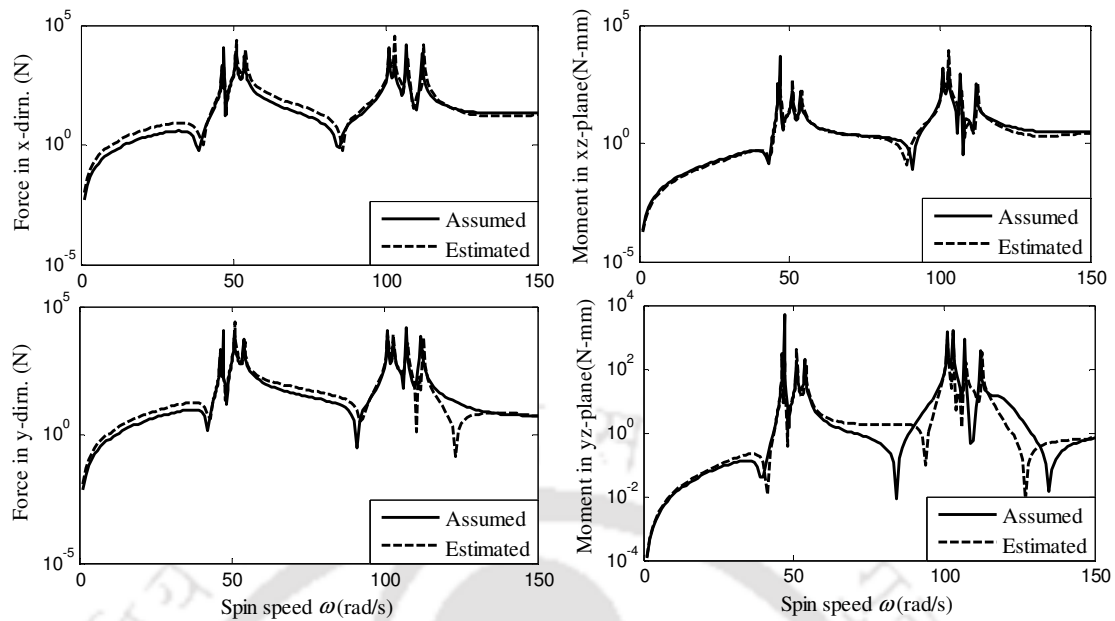 Force in x-dirn. (N)
10^5
10^0
10^-5
0 50 100 150
Assumed
Estimated
Moment in xz-plane(N-mm)
10^5
10^0
10^-5
0 50 100 150
Assumed
Estimated
Force in y-dirn. (N)
10^5
10^0
10^-5
0 50 100 150
Assumed
Estimated
Spin speed ω(rad/s)
Moment in yz-plane(N-mm)
10^4
10^2
10^0
10^-2
10^-4
0 50 100 150
Assumed
Estimated
Spin speed ω(rad/s)